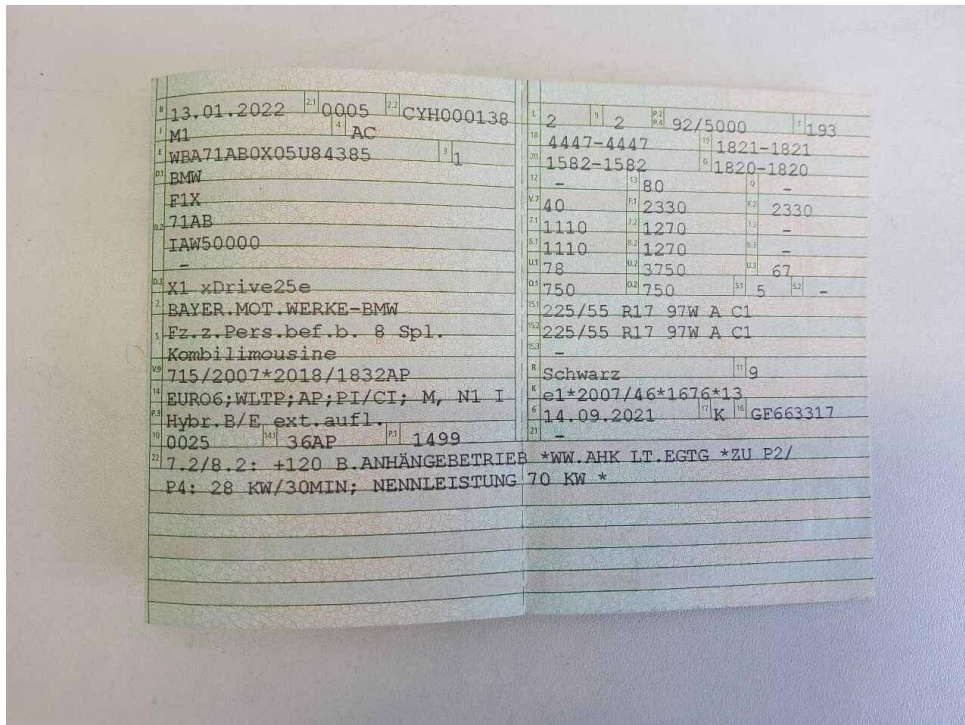 B 13.01.2022 2.1 0005 2.2 CYH000138
J M1 4 AC
E WBA71AB0X05U84385 3 1
D.1 BMW
F1X
D.2 71AB
IAW50000
-
D.3 X1 xDrive25e
2 BAYER.MOT.WERKE-BMW
5 Fz.z.Pers.bef.b. 8 Spl.
Kombilimousine
V.9 715/2007*2018/1832AP
14 EURO6;WLTP;AP;PI/CI; M, N1 I
P.3 Hybr.B/E ext.aufl.
10 0025 14.1 36AP P.1 1499
L 2 9 2 P.2 P.4 92/5000 T 193
18 4447-4447 19 1821-1821
20 1582-1582 G 1820-1820
12 - 13 80 Q -
V.7 40 F.1 2330 F.2 2330
7.1 1110 7.2 1270 7.3 -
8.1 1110 8.2 1270 8.3 -
U.1 78 U.2 3750 U.3 67
O.1 750 O.2 750 S.1 5 S.2 -
15.1 225/55 R17 97W A C1
15.2 225/55 R17 97W A C1
15.3 -
R Schwarz 11 9
K e1*2007/46*1676*13
6 14.09.2021 17 K 16 GF663317
21 -
22 7.2/8.2: +120 B.ANHÄNGEBETRIEB *WW.AHK LT.EGTG *ZU P2/
P4: 28 KW/30MIN; NENNLEISTUNG 70 KW *